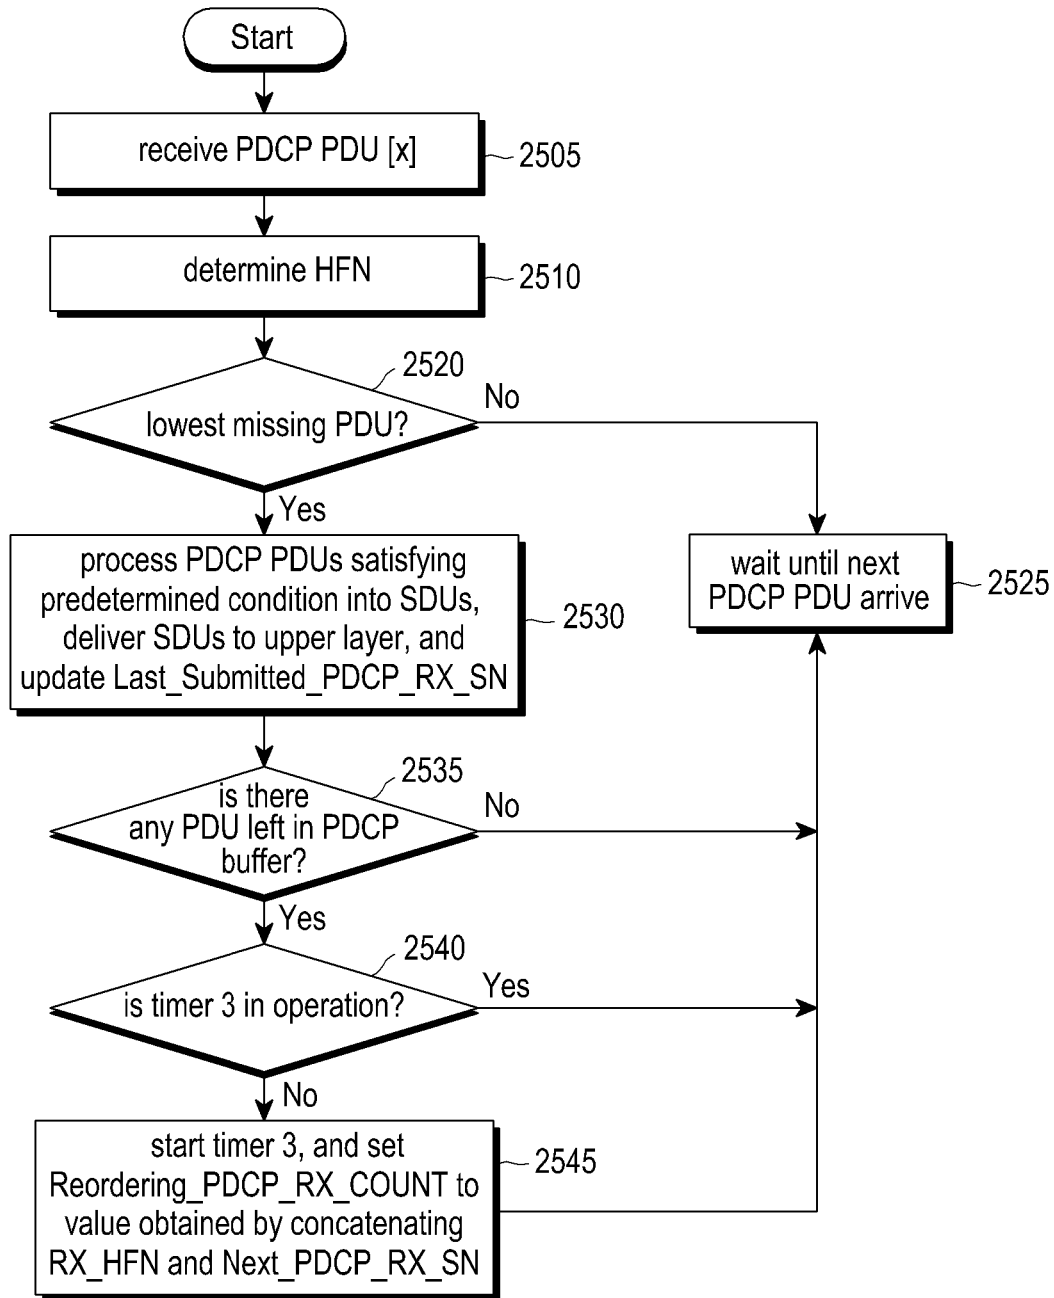 Start
receive PDCP PDU [x]
2505
determine HFN
2510
2520
lowest missing PDU?
No
Yes
process PDCP PDUs satisfying
predetermined condition into SDUs,
deliver SDUs to upper layer, and
update Last_Submitted_PDCP_RX_SN
2530
wait until next
PDCP PDU arrive
2525
2535
is there
any PDU left in PDCP
buffer?
No
Yes
2540
is timer 3 in operation?
Yes
No
start timer 3, and set
Reordering_PDCP_RX_COUNT to
value obtained by concatenating
RX_HFN and Next_PDCP_RX_SN
2545